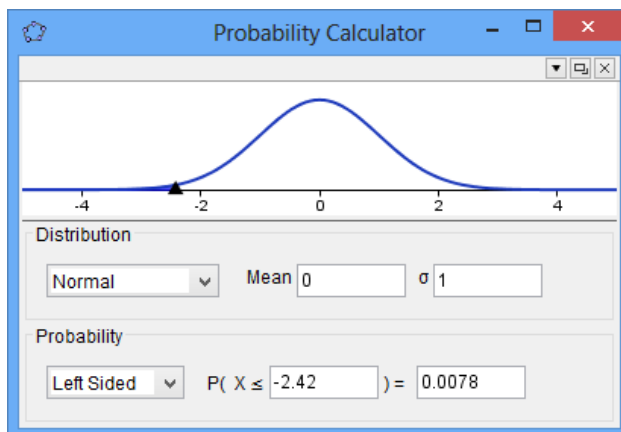 Probability Calculator
-4 -2 0 2 4
Distribution
Normal Mean 0 σ 1
Probability
Left Sided P( X ≤ -2.42 ) = 0.0078